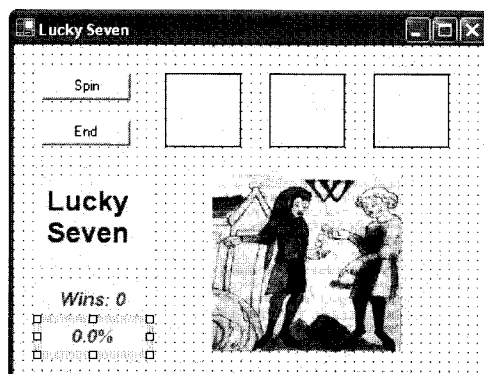 Lucky Seven
Spin
End
Lucky
Seven
Wins: 0
0.0%